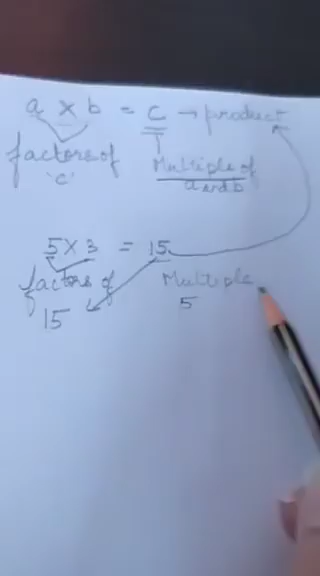 a × b = c → product
factors of
'c'
Multiple of
a and b
5 × 3 = 15
factors of
15
Multiple
5